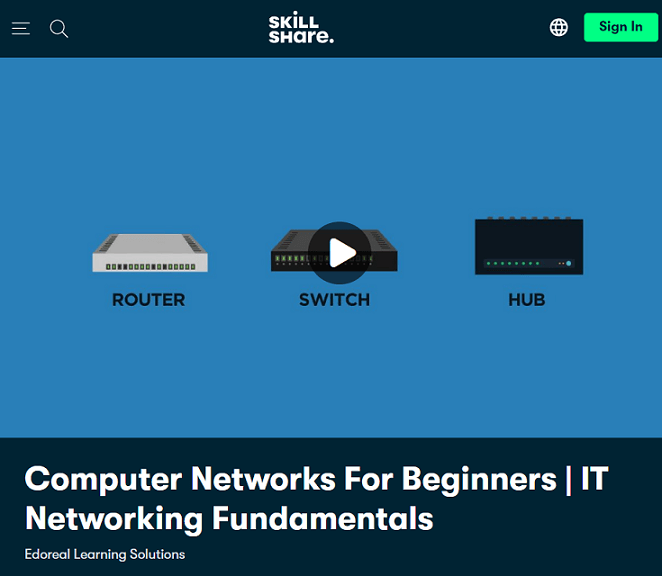 SKILL
SHare.
Sign In
ROUTER
SWITCH
HUB
Computer Networks For Beginners | IT
Networking Fundamentals
Edoreal Learning Solutions